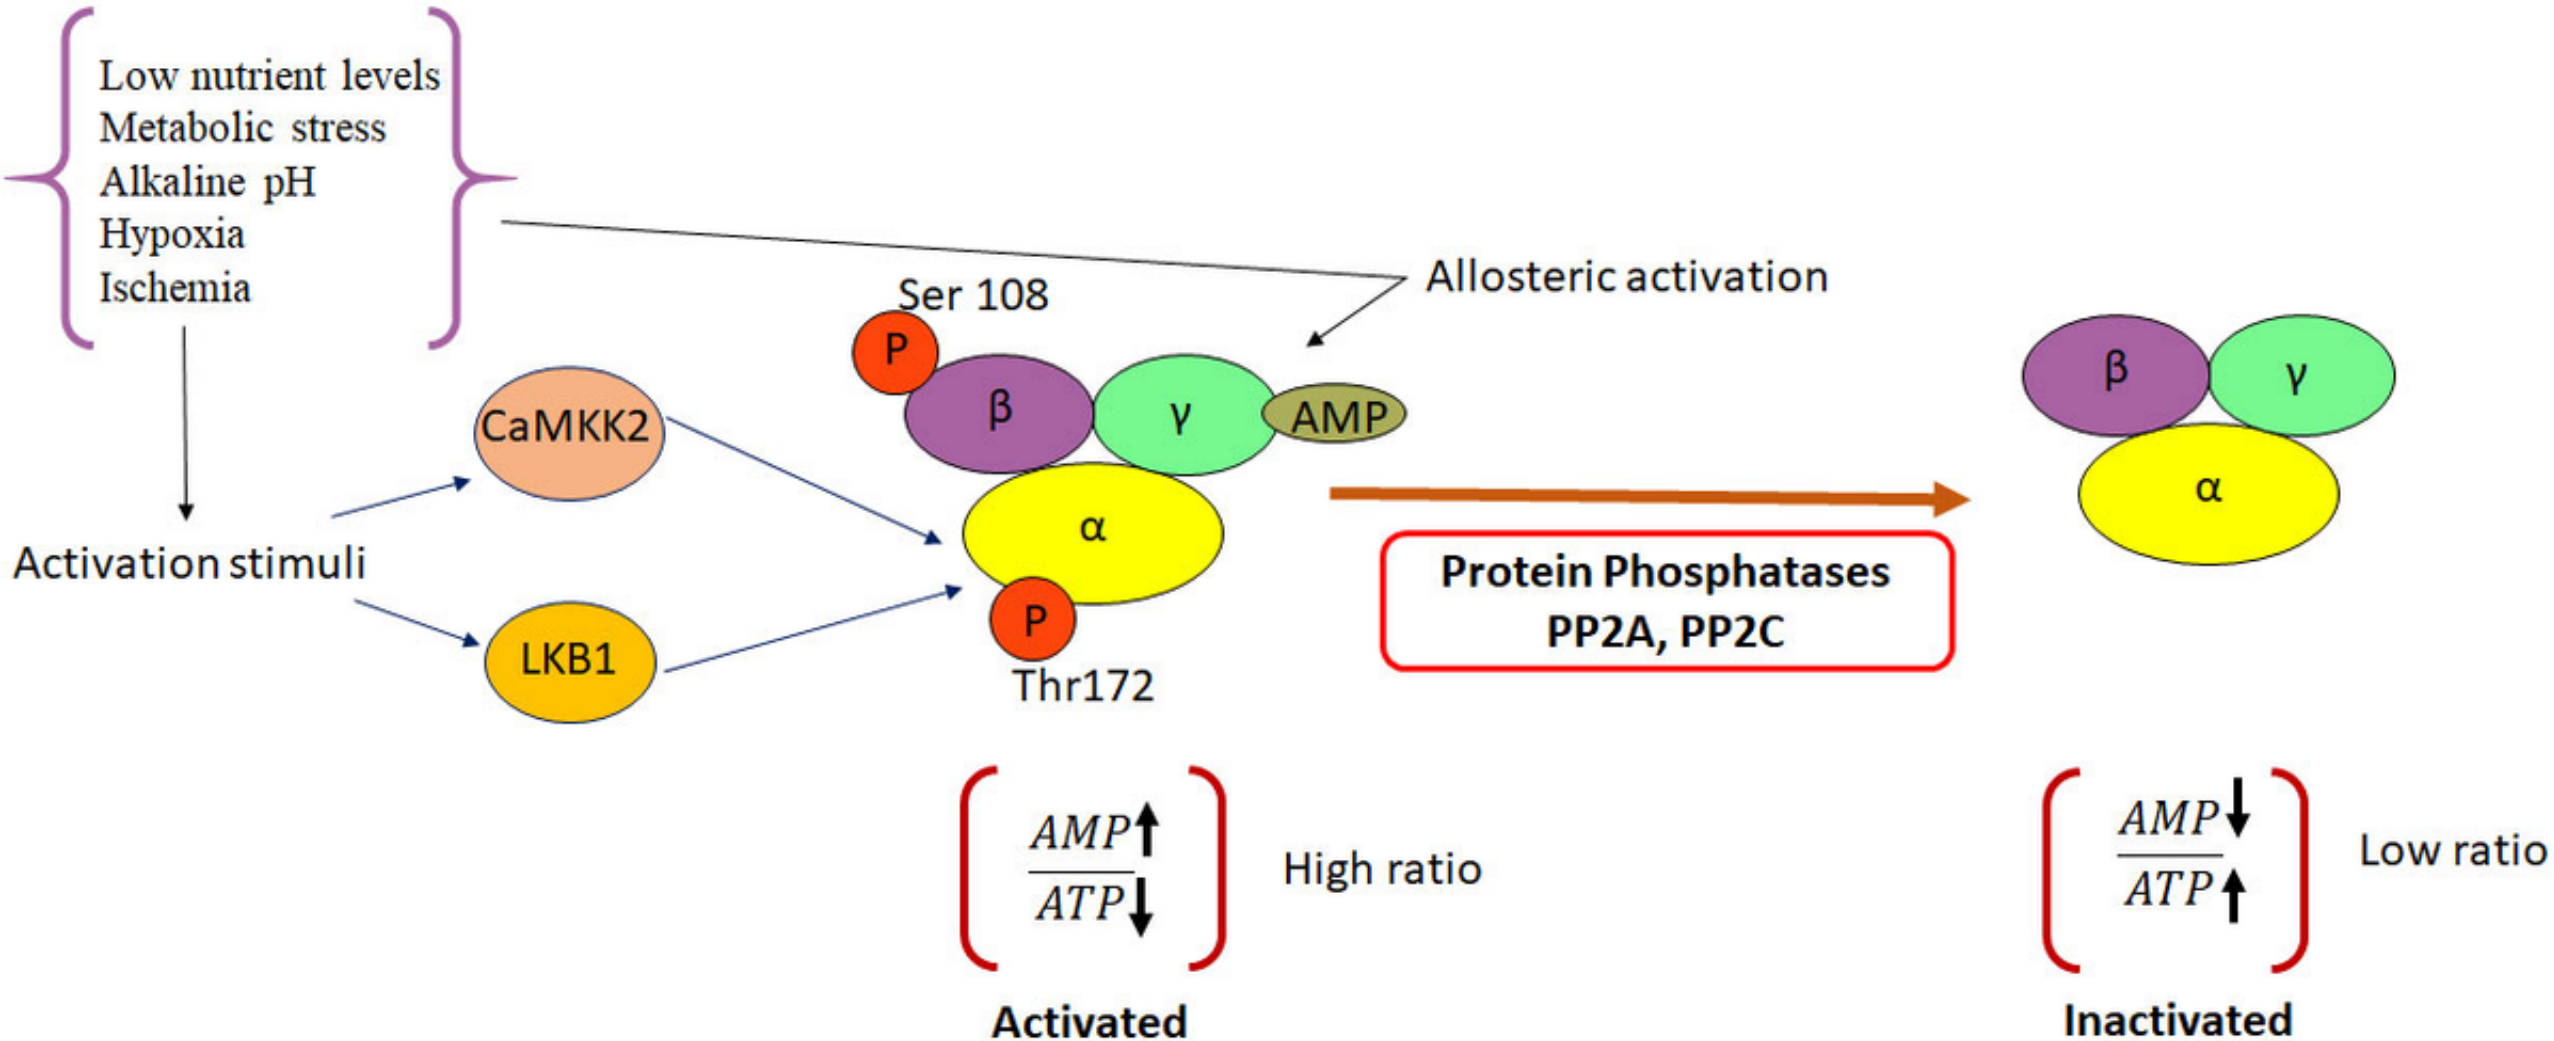 Low nutrient levels
Metabolic stress
Alkaline pH
Hypoxia
Ischemia
Activation stimuli
CaMKK2
LKB1
Ser 108
P
β
γ
AMP
α
P
Thr172
Allosteric activation
Protein Phosphatases
PP2A, PP2C
β
γ
α
AMP
ATP
High ratio
Activated
AMP
ATP
Low ratio
Inactivated